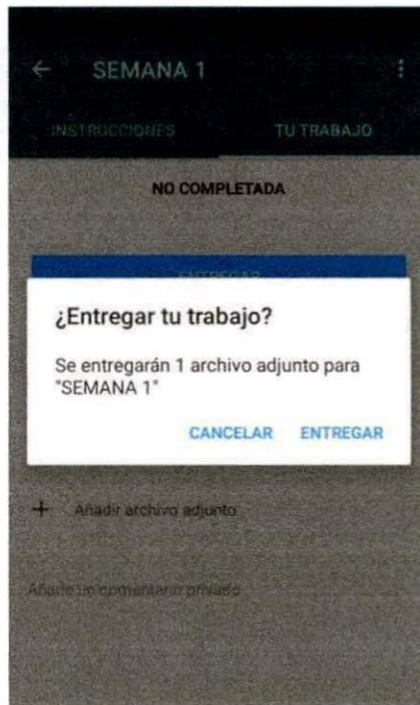 SEMANA 1
INSTRUCCIONES TU TRABAJO
NO COMPLETADA
ENTREGAR
¿Entregar tu trabajo?
Se entregarán 1 archivo adjunto para
"SEMANA 1"
CANCELAR ENTREGAR
+ Añadir archivo adjunto
Añade un comentario privado